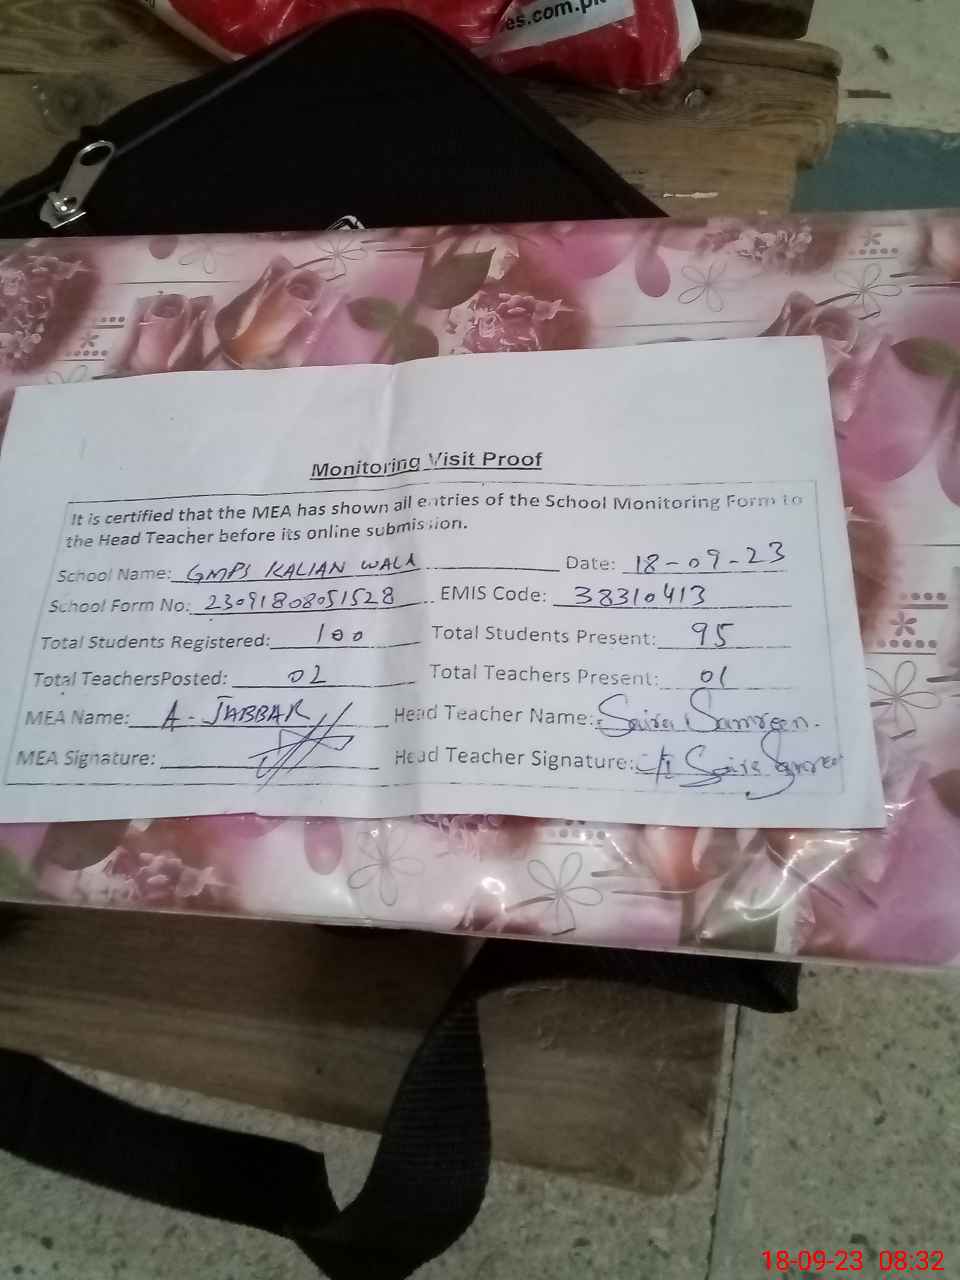 es.com.pk
Monitoring Visit Proof
It is certified that the MEA has shown all entries of the School Monitoring Form to
the Head Teacher before its online submission.
School Name: GMPS KALIAN WALA Date: 18-09-23
School Form No: 23091808051528 EMIS Code: 38310413
Total Students Registered: 100 Total Students Present: 95
Total TeachersPosted: 02 Total Teachers Present: 01
MEA Name: A-JABBAR Head Teacher Name: Saira Samreen.
MEA Signature: Head Teacher Signature: Saira Samreen
18-09-23 08:32